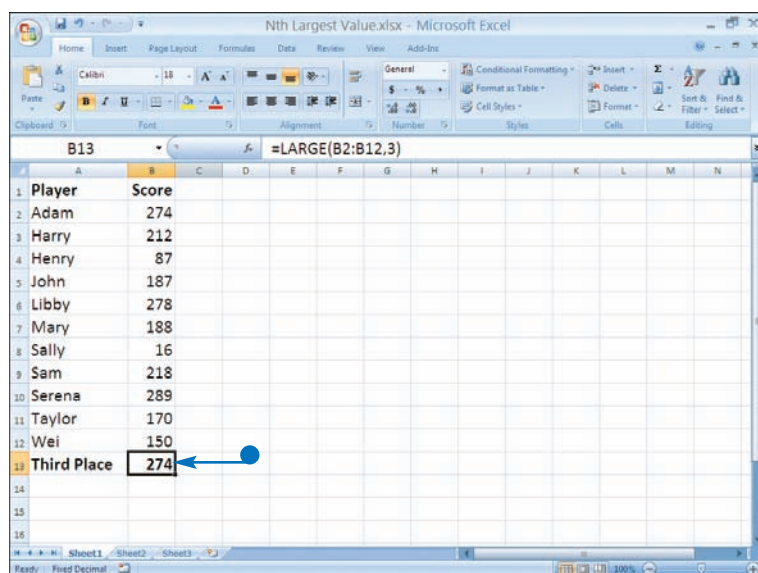 Nth Largest Value.xlsx - Microsoft Excel
Home Insert Page Layout Formulas Data Review View Add-Ins
Calibri 18 A A General Conditional Formatting Insert Σ
Paste Format as Table Delete Sort & Find &
B I U A $ % , Cell Styles Format Filter Select
Clipboard Font Alignment Number Styles Cells Editing
B13 fx =LARGE(B2:B12,3)
A B C D E F G H I J K L M N
1 Player Score
2 Adam 274
3 Harry 212
4 Henry 87
5 John 187
6 Libby 278
7 Mary 188
8 Sally 16
9 Sam 218
10 Serena 289
11 Taylor 170
12 Wei 150
13 Third Place 274
14
15
16
Sheet1 Sheet2 Sheet3
Ready Fixed Decimal 100%